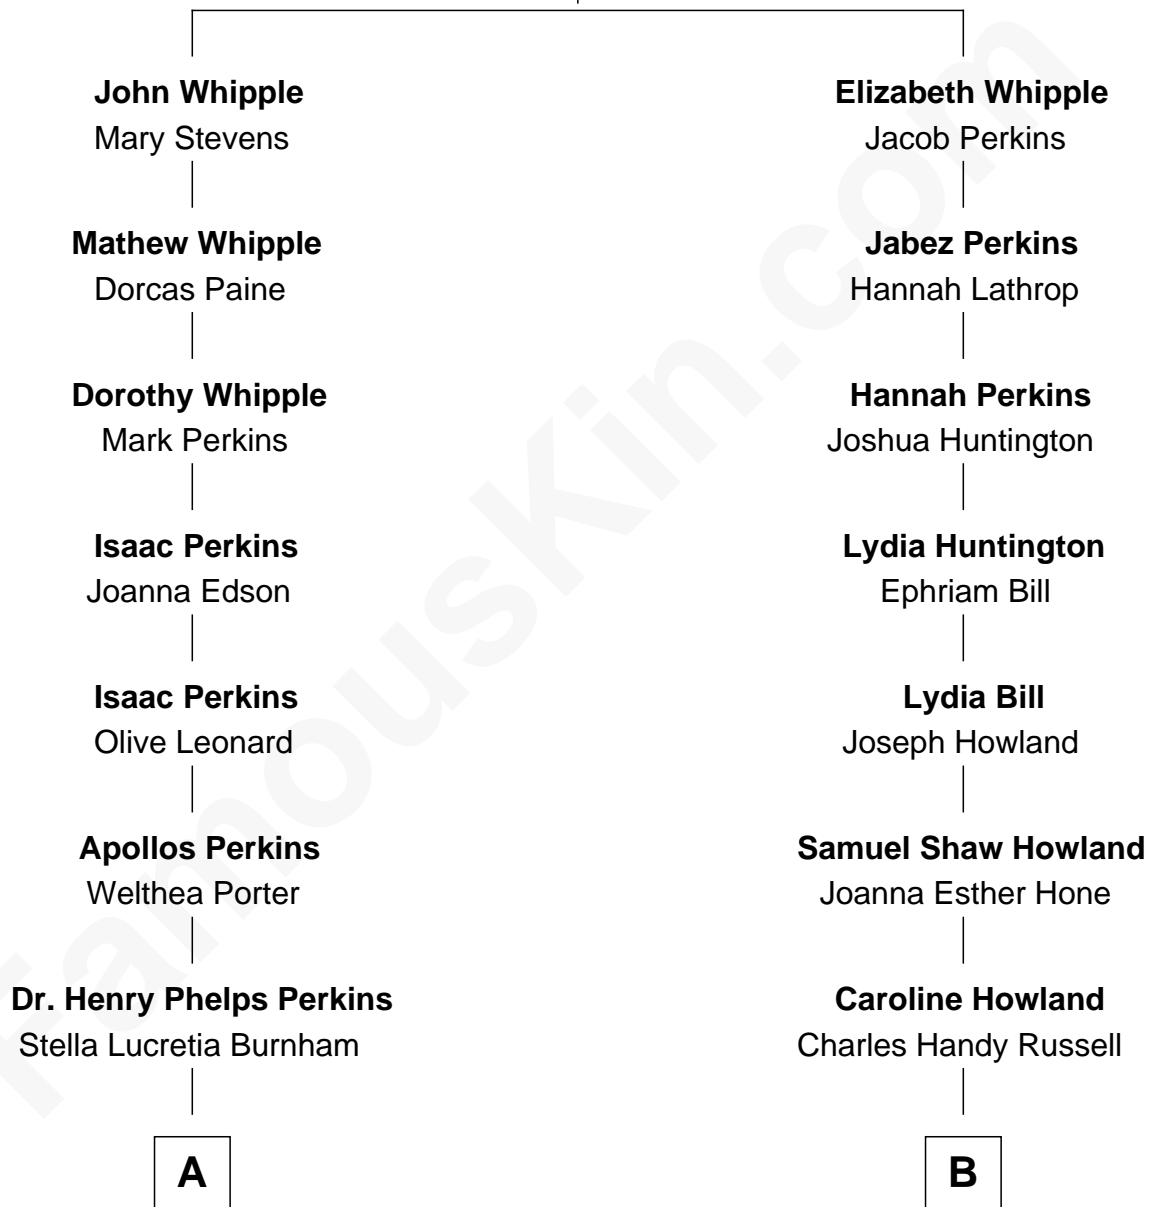 John Whipple
Mary Stevens
Mathew Whipple
Dorcas Paine
Dorothy Whipple
Mark Perkins
Isaac Perkins
Joanna Edson
Isaac Perkins
Olive Leonard
Apollos Perkins
Welthea Porter
Dr. Henry Phelps Perkins
Stella Lucretia Burnham
A
Elizabeth Whipple
Jacob Perkins
Jabez Perkins
Hannah Lathrop
Hannah Perkins
Joshua Huntington
Lydia Huntington
Ephriam Bill
Lydia Bill
Joseph Howland
Samuel Shaw Howland
Joanna Esther Hone
Caroline Howland
Charles Handy Russell
B
FamousKin.com